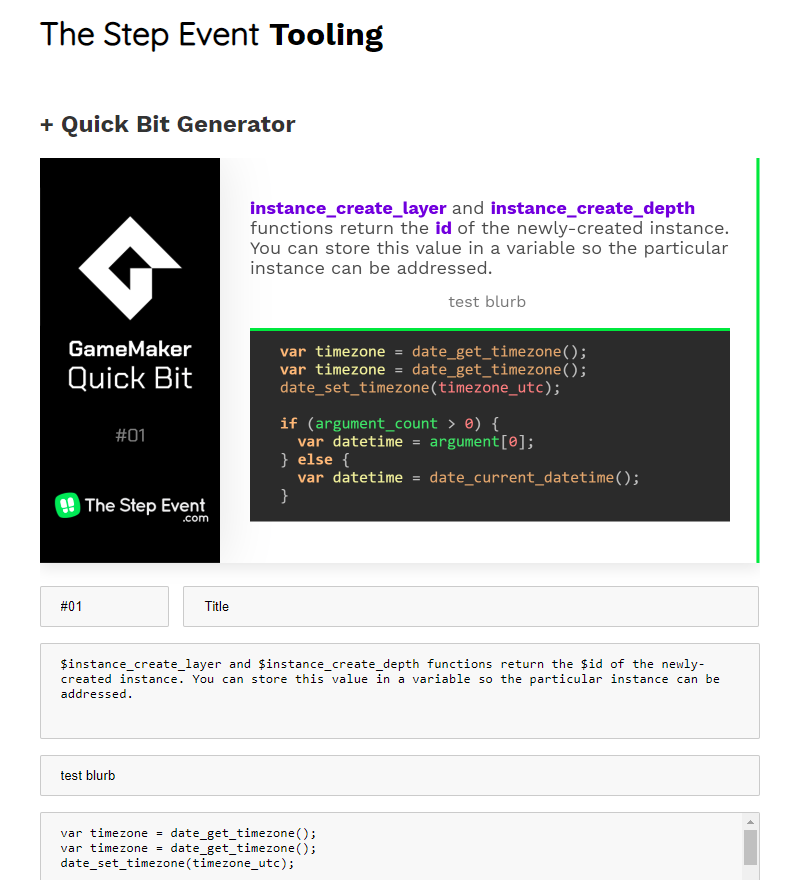 The Step Event Tooling
+ Quick Bit Generator
instance_create_layer and instance_create_depth
functions return the id of the newly-created instance.
You can store this value in a variable so the particular
instance can be addressed.
test blurb
GameMaker
Quick Bit
#01
The Step Event
.com
var timezone = date_get_timezone();
var timezone = date_get_timezone();
date_set_timezone(timezone_utc);
if (argument_count > 0) {
var datetime = argument[0];
} else {
var datetime = date_current_datetime();
}
#01
Title
$instance_create_layer and $instance_create_depth functions return the $id of the newly-
created instance. You can store this value in a variable so the particular instance can be
addressed.
test blurb
var timezone = date_get_timezone();
var timezone = date_get_timezone();
date_set_timezone(timezone_utc);